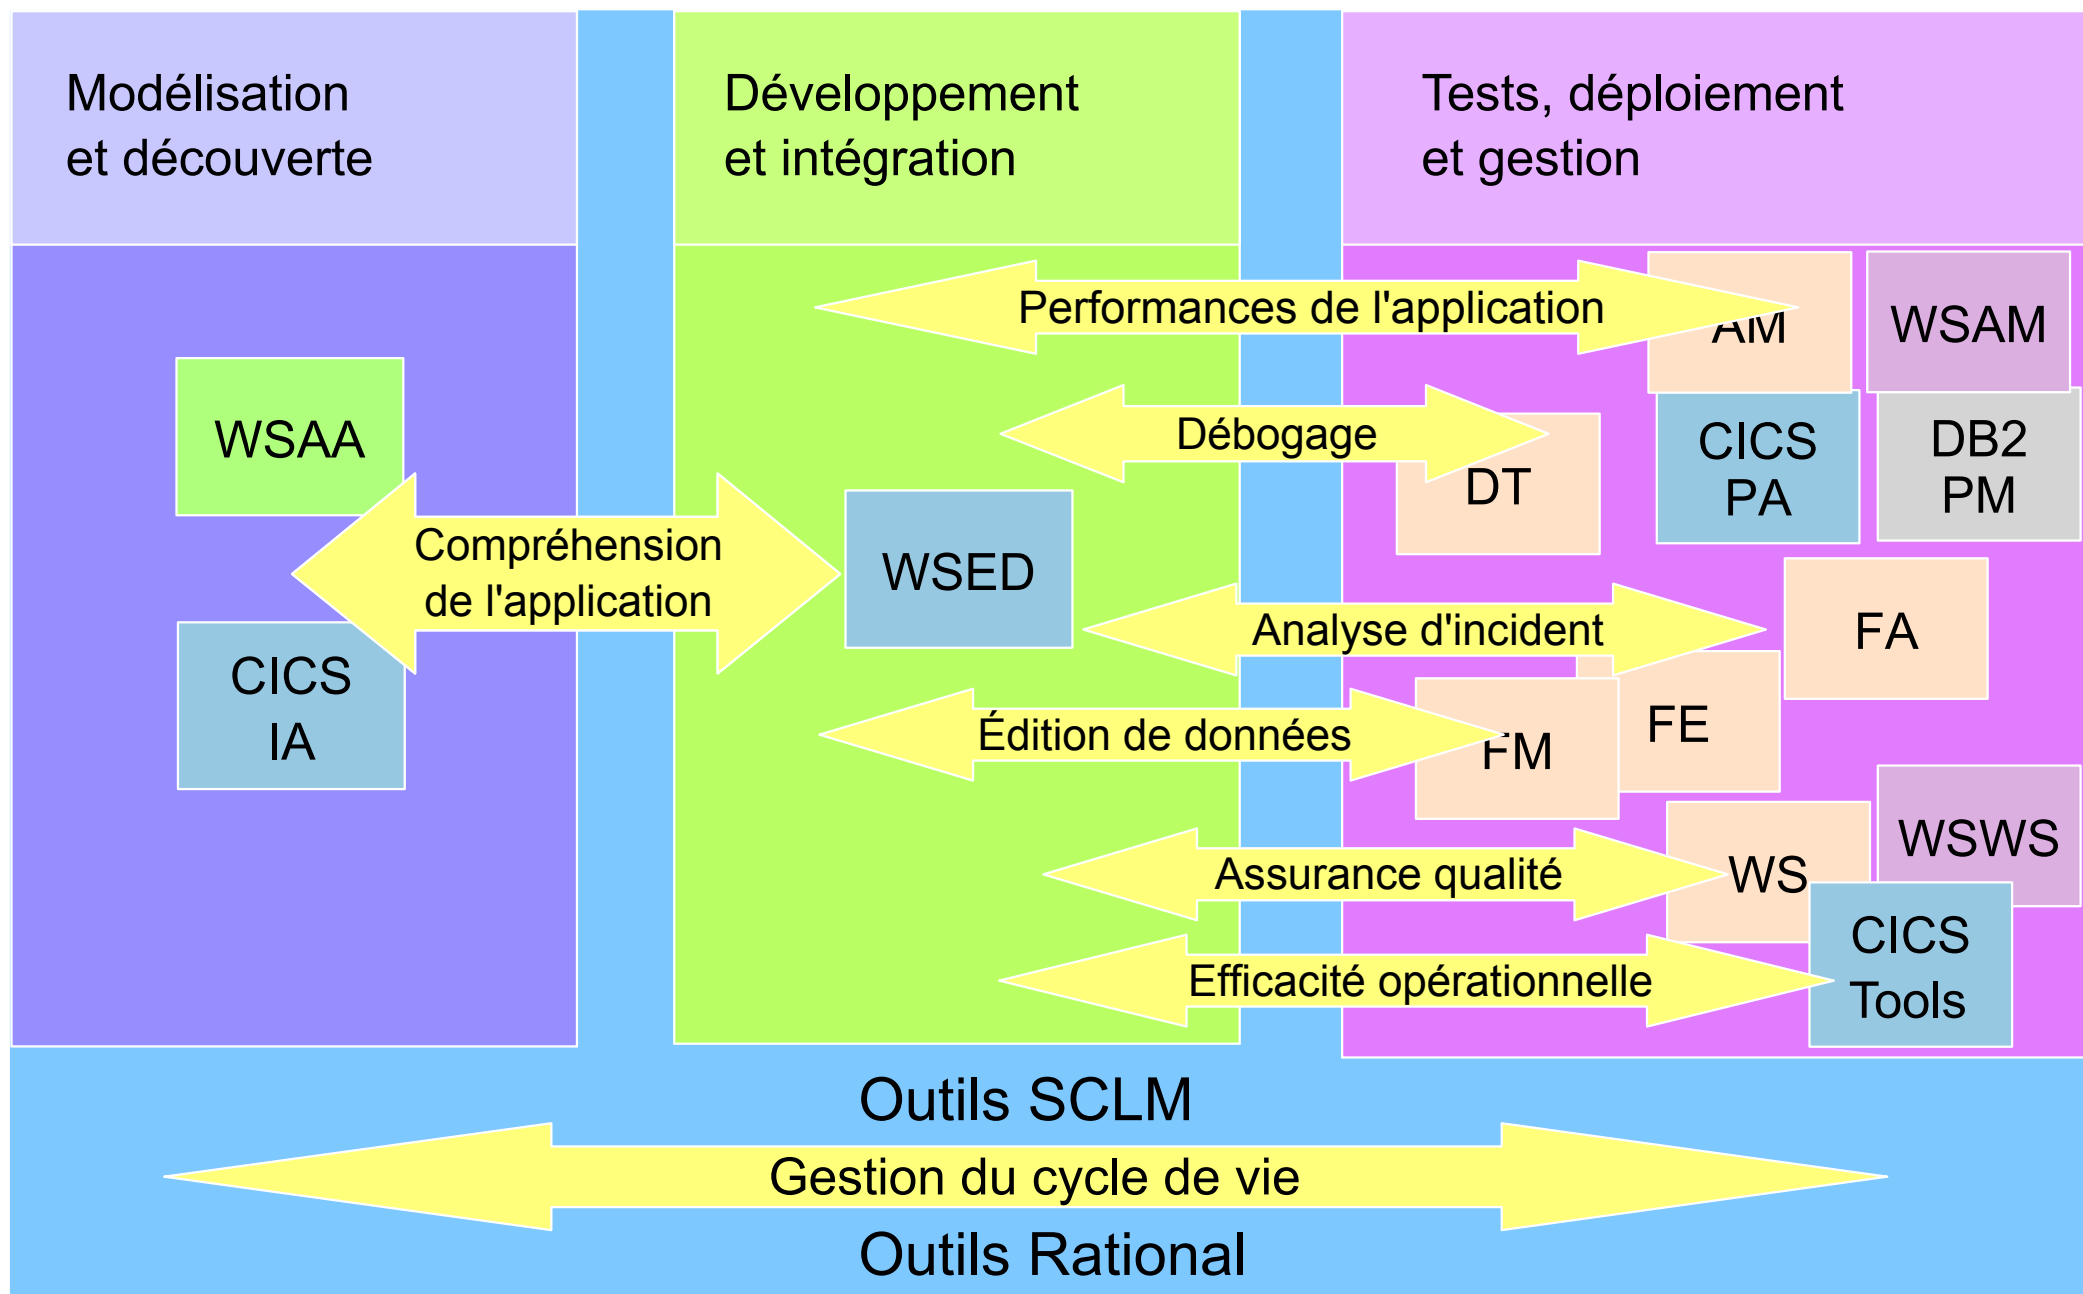 Modélisation
et découverte
Développement
et intégration
Tests, déploiement
et gestion
Performances de l'application
AM
WSAM
WSAA
Débogage
DT
CICS
PA
DB2
PM
Compréhension
de l'application
WSED
Analyse d'incident
FA
CICS
IA
Édition de données
FM
FE
Assurance qualité
WS
WSWS
Efficacité opérationnelle
CICS
Tools
Outils SCLM
Gestion du cycle de vie
Outils Rational